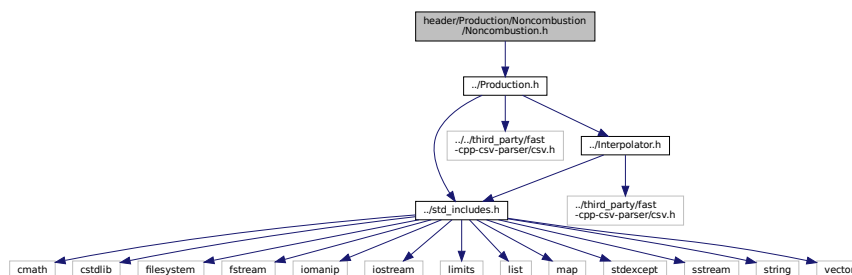 header/Production/Noncombustion
/Noncombustion.h
../Production.h
../../third_party/fast
-cpp-csv-parser/csv.h
../Interpolator.h
../third_party/fast
-cpp-csv-parser/csv.h
../std_includes.h
cmath
cstdlib
filesystem
fstream
iomanip
iostream
limits
list
map
stdexcept
sstream
string
vector